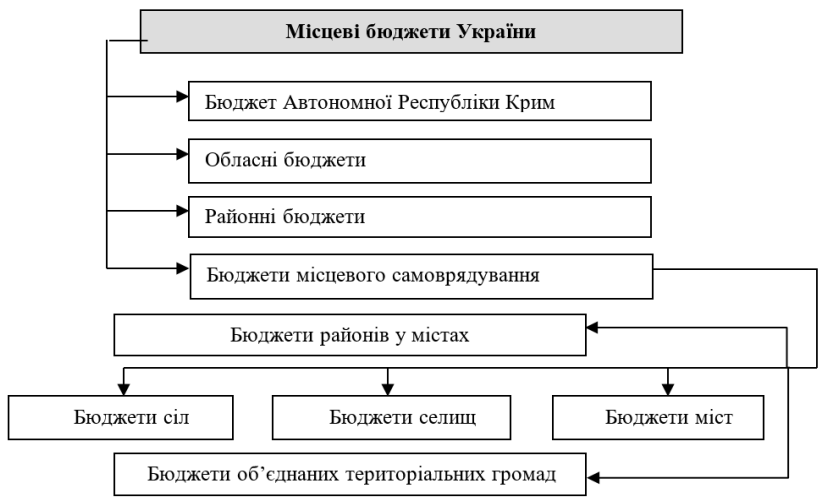 Місцеві бюджети України
Бюджет Автономної Республіки Крим
Обласні бюджети
Районні бюджети
Бюджети місцевого самоврядування
Бюджети районів у містах
Бюджети сіл
Бюджети селищ
Бюджети міст
Бюджети об’єднаних територіальних громад